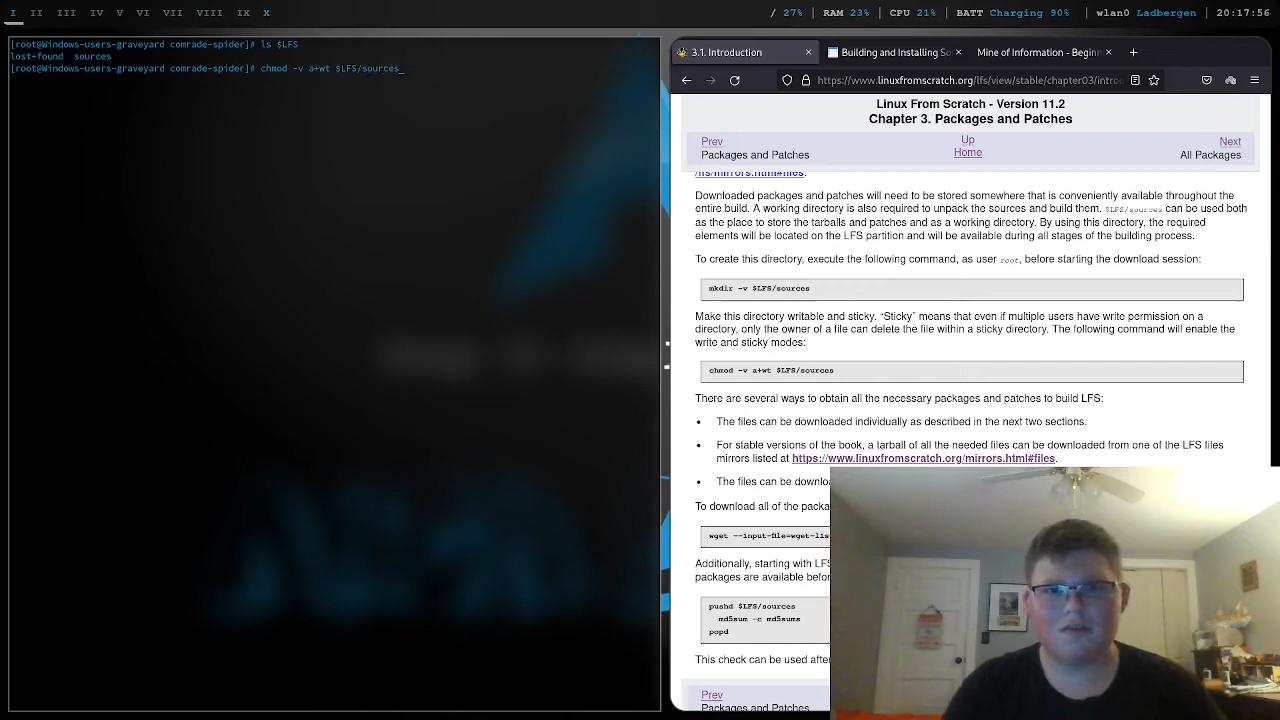 I II III IV V VI VII VIII IX X
/ 27% | RAM 23% | CPU 21% | BATT Charging 90% | wlan0 Ladbergen | 20:17:56
[root@Windows-users-graveyard comrade-spider]# ls $LFS
lost+found sources
[root@Windows-users-graveyard comrade-spider]# chmod -v a+wt $LFS/sources_
3.1. Introduction
Building and Installing So
Mine of Information - Beginn
https://www.linuxfromscratch.org/lfs/view/stable/chapter03/intro
Linux From Scratch - Version 11.2
Chapter 3. Packages and Patches
Prev Up Next
Packages and Patches Home All Packages
/lfs/mirrors.html#files.
Downloaded packages and patches will need to be stored somewhere that is conveniently available throughout the
entire build. A working directory is also required to unpack the sources and build them. $LFS/sources can be used both
as the place to store the tarballs and patches and as a working directory. By using this directory, the required
elements will be located on the LFS partition and will be available during all stages of the building process.
To create this directory, execute the following command, as user root, before starting the download session:
mkdir -v $LFS/sources
Make this directory writable and sticky. “Sticky” means that even if multiple users have write permission on a
directory, only the owner of a file can delete the file within a sticky directory. The following command will enable the
write and sticky modes:
chmod -v a+wt $LFS/sources
There are several ways to obtain all the necessary packages and patches to build LFS:
• The files can be downloaded individually as described in the next two sections.
• For stable versions of the book, a tarball of all the needed files can be downloaded from one of the LFS files
mirrors listed at https://www.linuxfromscratch.org/mirrors.html#files.
• The files can be downloa
To download all of the packa
wget --input-file=wget-lis
Additionally, starting with LFS
packages are available befor
pushd $LFS/sources
md5sum -c md5sums
popd
This check can be used after
Prev
Packages and Patches